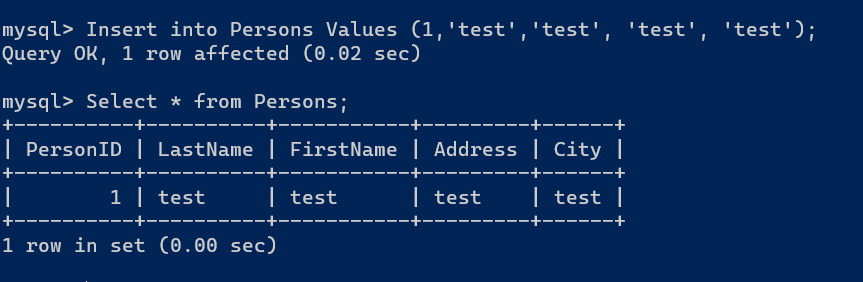 mysql> Insert into Persons Values (1,'test','test', 'test', 'test');
Query OK, 1 row affected (0.02 sec)
mysql> Select * from Persons;
+----------+----------+-----------+---------+------+
| PersonID | LastName | FirstName | Address | City |
+----------+----------+-----------+---------+------+
|        1 | test     | test      | test    | test |
+----------+----------+-----------+---------+------+
1 row in set (0.00 sec)